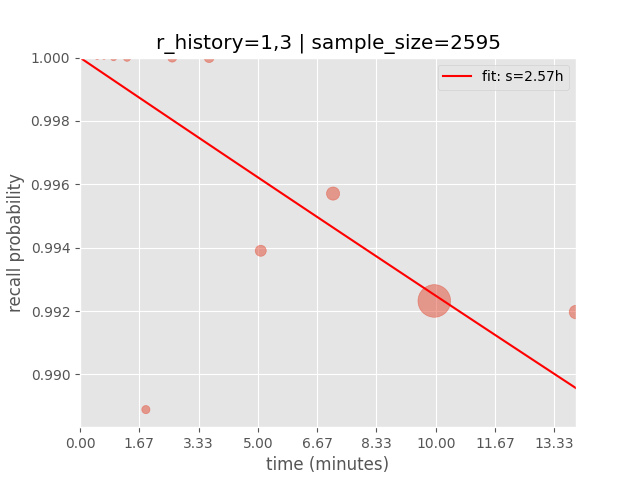 r_history=1,3 | sample_size=2595
fit: s=2.57h
recall probability
1.000
0.998
0.996
0.994
0.992
0.990
0.00 1.67 3.33 5.00 6.67 8.33 10.00 11.67 13.33
time (minutes)